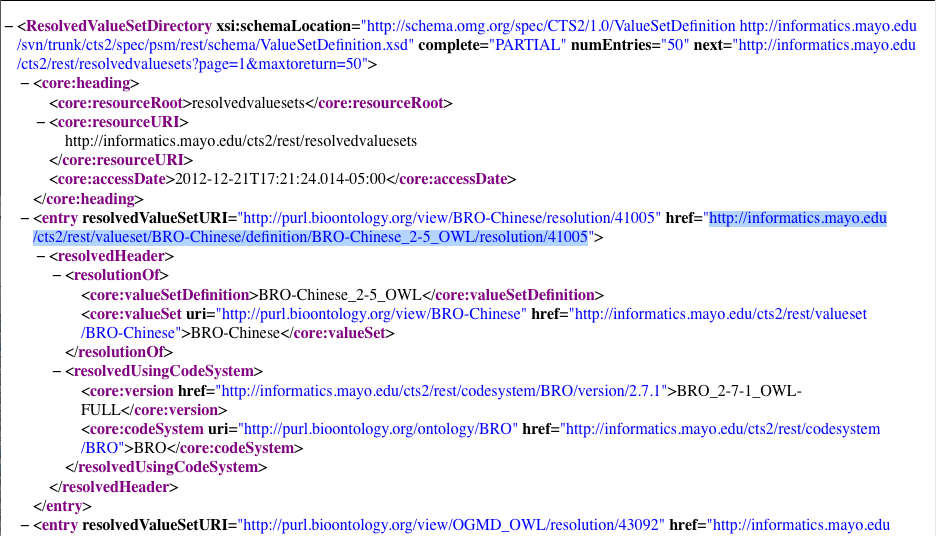 − <ResolvedValueSetDirectory xsi:schemaLocation="http://schema.omg.org/spec/CTS2/1.0/ValueSetDefinition http://informatics.mayo.edu
/svn/trunk/cts2/spec/psm/rest/schema/ValueSetDefinition.xsd" complete="PARTIAL" numEntries="50" next="http://informatics.mayo.edu
/cts2/rest/resolvedvaluesets?page=1&maxtoreturn=50">
− <core:heading>
<core:resourceRoot>resolvedvaluesets</core:resourceRoot>
− <core:resourceURI>
http://informatics.mayo.edu/cts2/rest/resolvedvaluesets
</core:resourceURI>
<core:accessDate>2012-12-21T17:21:24.014-05:00</core:accessDate>
</core:heading>
− <entry resolvedValueSetURI="http://purl.bioontology.org/view/BRO-Chinese/resolution/41005" href="http://informatics.mayo.edu
/cts2/rest/valueset/BRO-Chinese/definition/BRO-Chinese_2-5_OWL/resolution/41005">
− <resolvedHeader>
− <resolutionOf>
<core:valueSetDefinition>BRO-Chinese_2-5_OWL</core:valueSetDefinition>
<core:valueSet uri="http://purl.bioontology.org/view/BRO-Chinese" href="http://informatics.mayo.edu/cts2/rest/valueset
/BRO-Chinese">BRO-Chinese</core:valueSet>
</resolutionOf>
− <resolvedUsingCodeSystem>
<core:version href="http://informatics.mayo.edu/cts2/rest/codesystem/BRO/version/2.7.1">BRO_2-7-1_OWL-
FULL</core:version>
<core:codeSystem uri="http://purl.bioontology.org/ontology/BRO" href="http://informatics.mayo.edu/cts2/rest/codesystem
/BRO">BRO</core:codeSystem>
</resolvedUsingCodeSystem>
</resolvedHeader>
</entry>
− <entry resolvedValueSetURI="http://purl.bioontology.org/view/OGMD_OWL/resolution/43092" href="http://informatics.mayo.edu